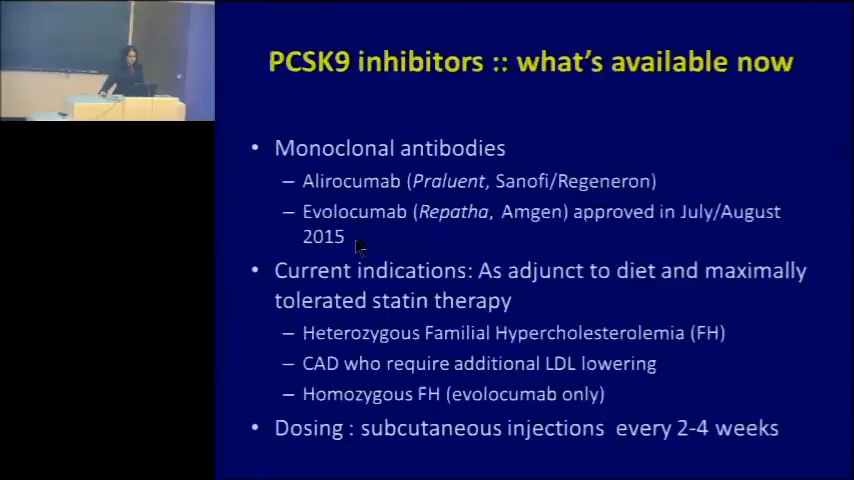 PCSK9 inhibitors :: what's available now
• Monoclonal antibodies
– Alirocumab (Praluent, Sanofi/Regeneron)
– Evolocumab (Repatha, Amgen) approved in July/August
2015
• Current indications: As adjunct to diet and maximally
tolerated statin therapy
– Heterozygous Familial Hypercholesterolemia (FH)
– CAD who require additional LDL lowering
– Homozygous FH (evolocumab only)
• Dosing : subcutaneous injections every 2-4 weeks